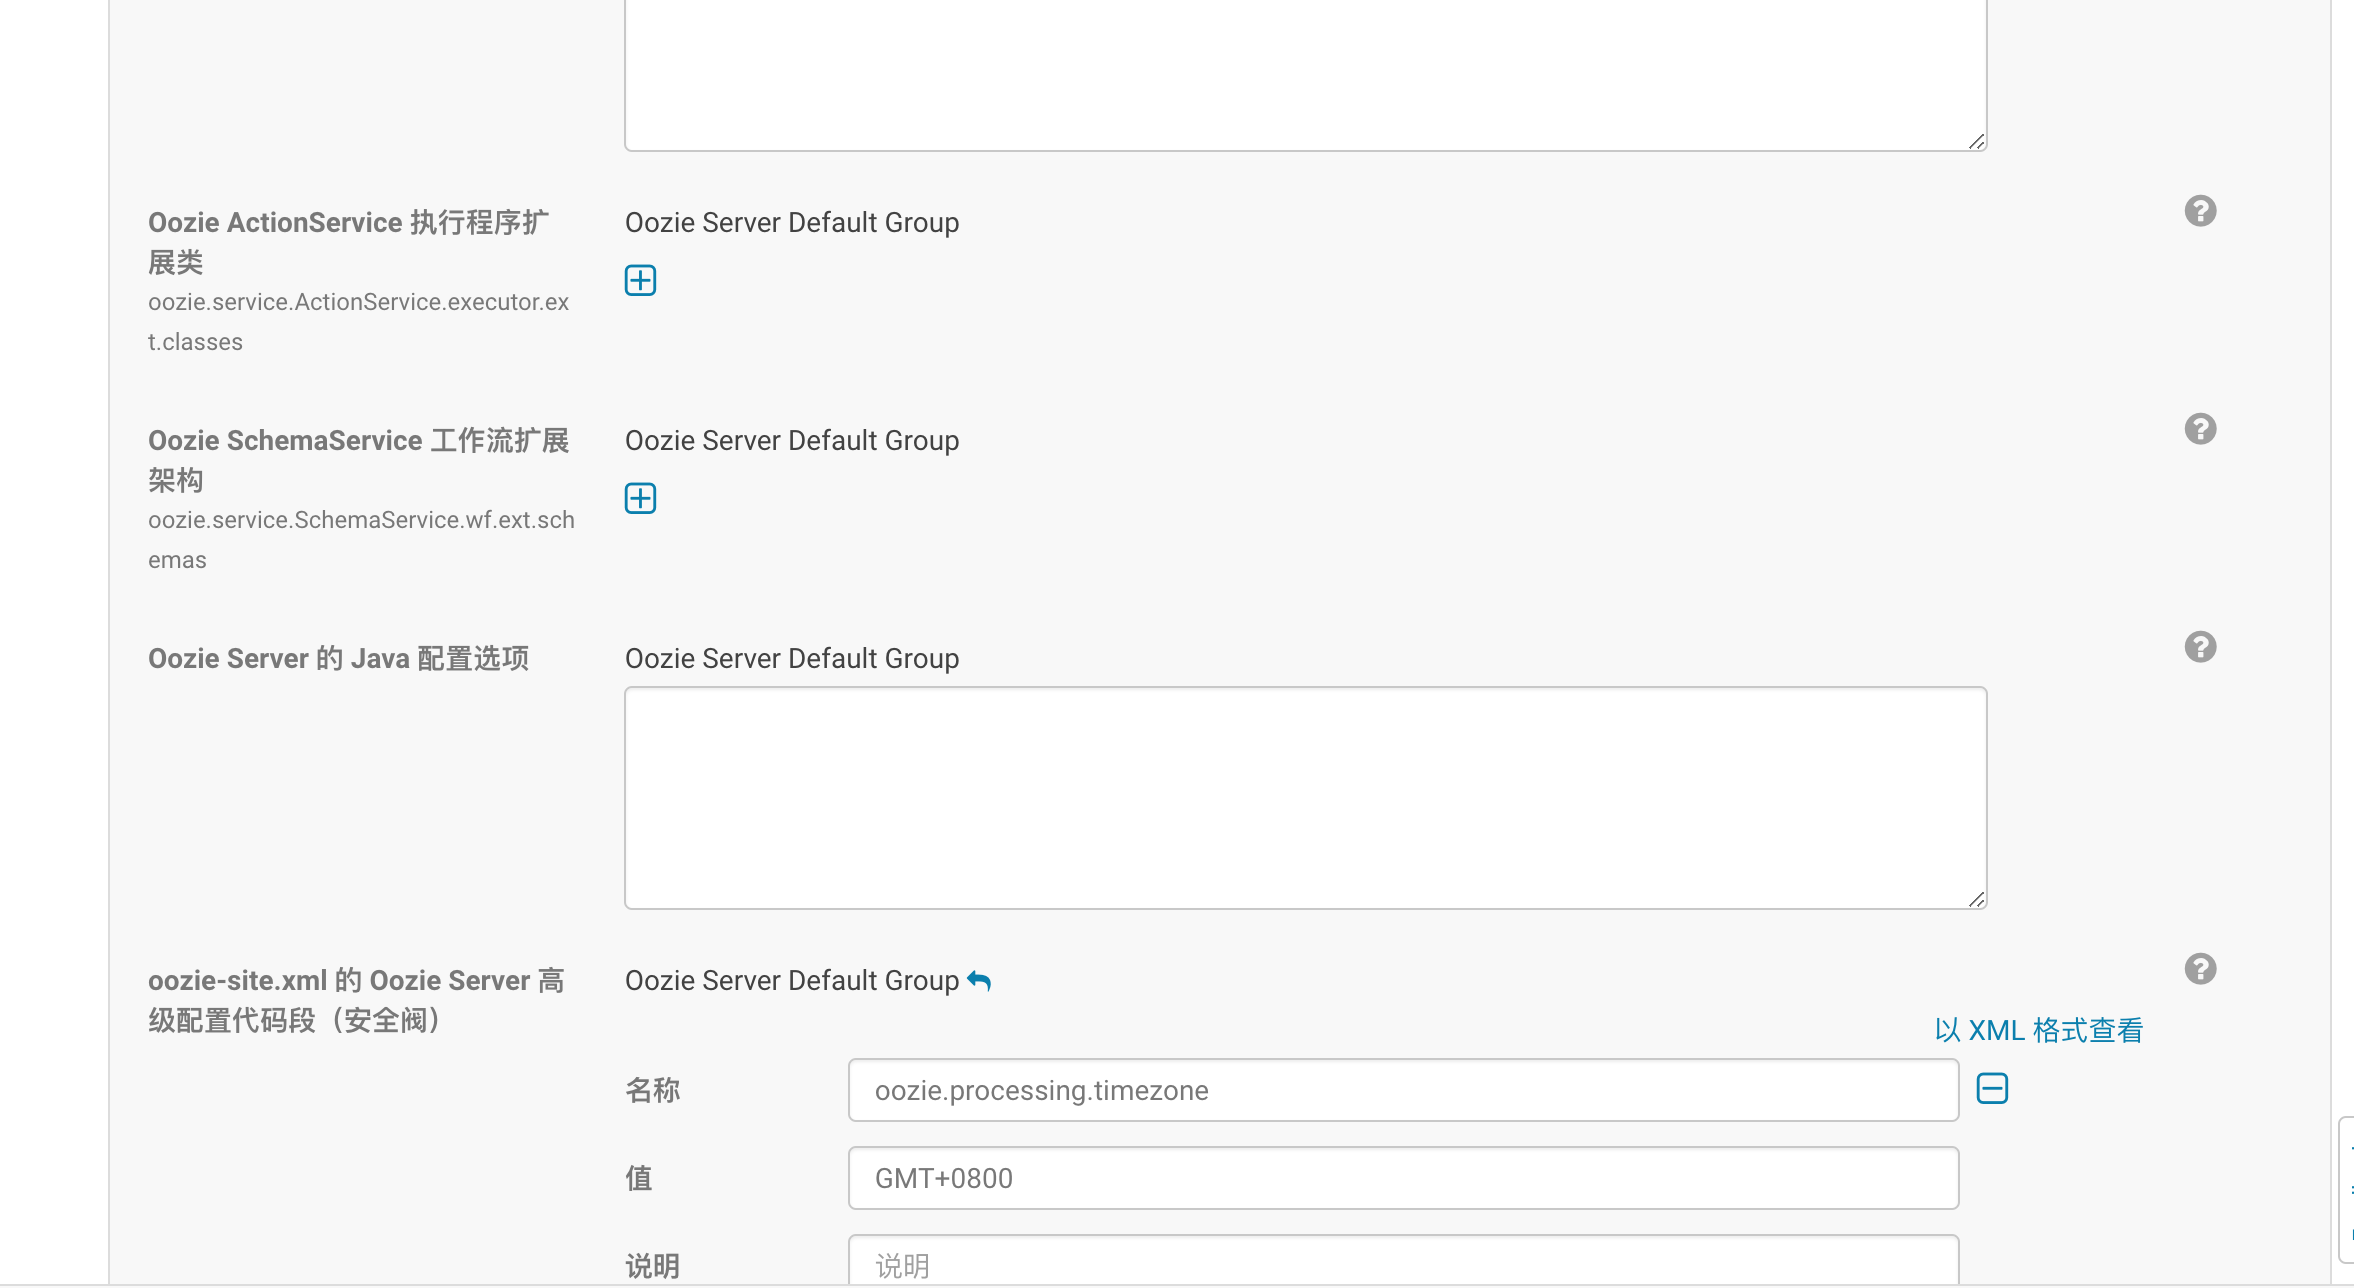 Oozie ActionService 执行程序扩
展类
oozie.service.ActionService.executor.ex
t.classes
Oozie Server Default Group
Oozie SchemaService 工作流扩展
架构
oozie.service.SchemaService.wf.ext.sch
emas
Oozie Server Default Group
Oozie Server 的 Java 配置选项
Oozie Server Default Group
oozie-site.xml 的 Oozie Server 高
级配置代码段（安全阀）
Oozie Server Default Group
以 XML 格式查看
名称
oozie.processing.timezone
值
GMT+0800
说明
说明